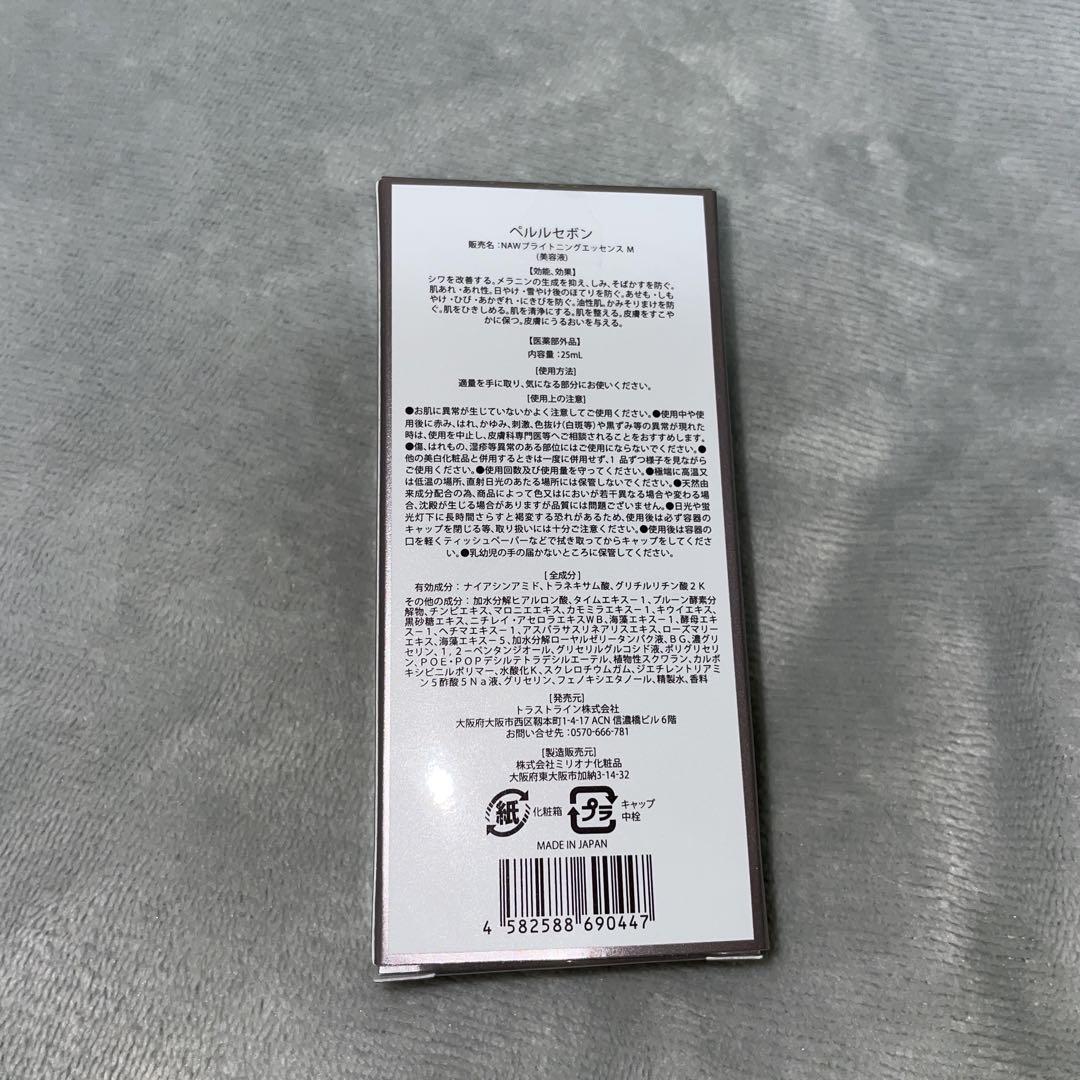 ペルルセボン
販売名：NAWブライトニングエッセンス M
(美容液)
【効能、効果】
シワを改善する。メラニンの生成を抑え、しみ、そばかすを防ぐ。
肌あれ・あれ性。日やけ・雪やけ後のほてりを防ぐ。あせも・しも
やけ・ひび・あかぎれ・にきびを防ぐ。油性肌。かみそりまけを防
ぐ。肌をひきしめる。肌を清浄にする。肌を整える。皮膚をすこや
かに保つ。皮膚にうるおいを与える。
【医薬部外品】
内容量：25mL
[使用方法]
適量を手に取り、気になる部分にお使いください。
[使用上の注意]
●お肌に異常が生じていないかよく注意してご使用ください。●使用中や使
用後に赤み、はれ、かゆみ、刺激、色抜け(白斑等)や黒ずみ等の異常が現れた
時は、使用を中止し、皮膚科専門医等へご相談されることをおすすめします。
●傷、はれもの、湿疹等異常のある部位にはご使用にならないでください。●
他の美白化粧品と併用するときは一度に併用せず、1 品ずつ様子を見ながら
ご使用ください。●使用回数及び使用量を守ってください。●極端に高温又
は低温の場所、直射日光のあたる場所には保管しないでください。●天然由
来成分配合の為、商品によって色又はにおいが若干異なる場合や変わる場
合、沈殿が生じる場合がありますが品質には問題ございません。●日光や蛍
光灯下に長時間さらすと褐変する恐れがあるため、使用後は必ず容器の
キャップを閉じる等、取り扱いには十分ご注意ください。●使用後は容器の
口を軽くティッシュペーパーなどで拭き取ってからキャップをしてくださ
い。●乳幼児の手の届かないところに保管してください。
[全成分]
有効成分：ナイアシンアミド、トラネキサム酸、グリチルリチン酸２Ｋ
その他の成分：加水分解ヒアルロン酸、タイムエキス－１、プルーン酵素分
解物、チンピエキス、マロニエエキス、カモミラエキス－１、キウイエキス、
黒砂糖エキス、ニチレイ・アセロラエキスＷＢ、海藻エキス－１、酵母エキ
ス－１、ヘチマエキス－１、アスパラサスリネアリスエキス、ローズマリー
エキス、海藻エキス－５、加水分解ローヤルゼリータンパク液、ＢＧ、濃グリ
セリン、１，２－ペンタンジオール、グリセリルグルコシド液、ポリグリセリ
ン、ＰＯＥ・ＰＯＰデシルテトラデシルエーテル、植物性スクワラン、カルボ
キシビニルポリマー、水酸化Ｋ、スクレロチウムガム、ジエチレントリアミ
ン５酢酸５Ｎａ液、グリセリン、フェノキシエタノール、精製水、香料
[発売元]
トラストライン株式会社
大阪府大阪市西区靱本町1-4-17 ACN 信濃橋ビル 6階
お問い合せ先：0570-666-781
[製造販売元]
株式会社ミリオナ化粧品
大阪府東大阪市加納3-14-32
紙 化粧箱 プラ キャップ
中栓
MADE IN JAPAN
4 582588 690447